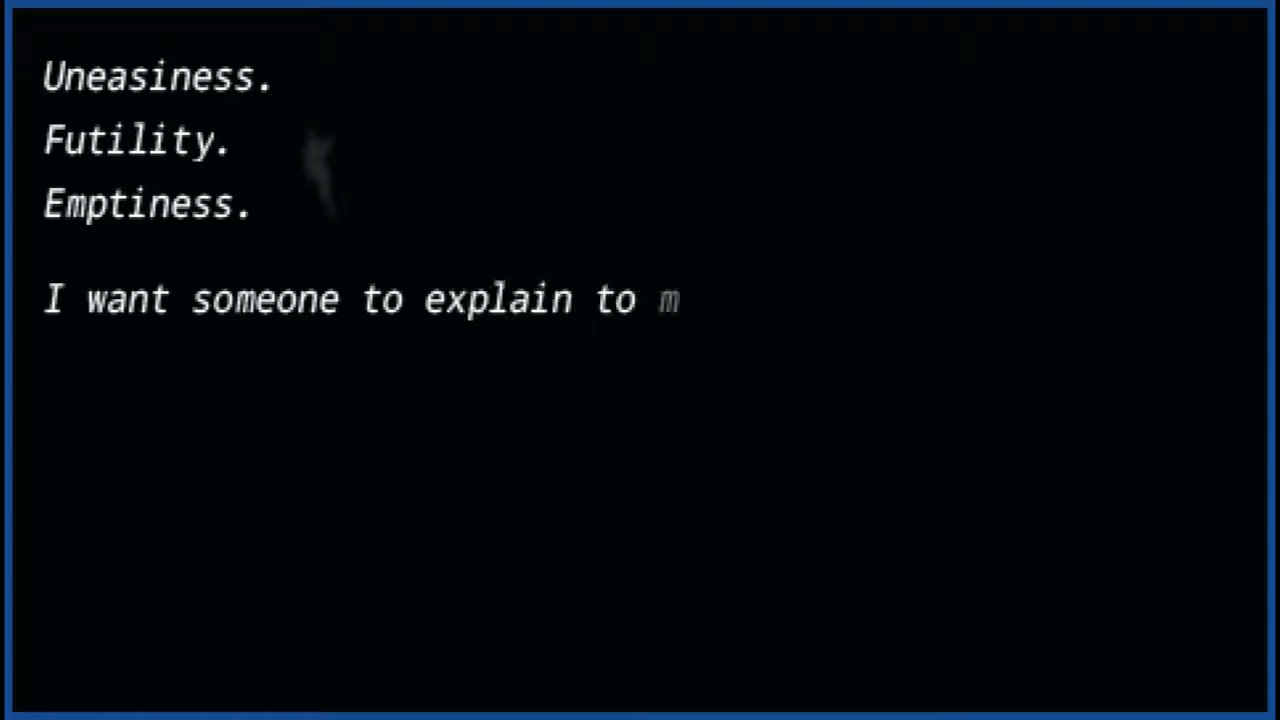 Uneasiness.
Futility.
Emptiness.
I want someone to explain to m